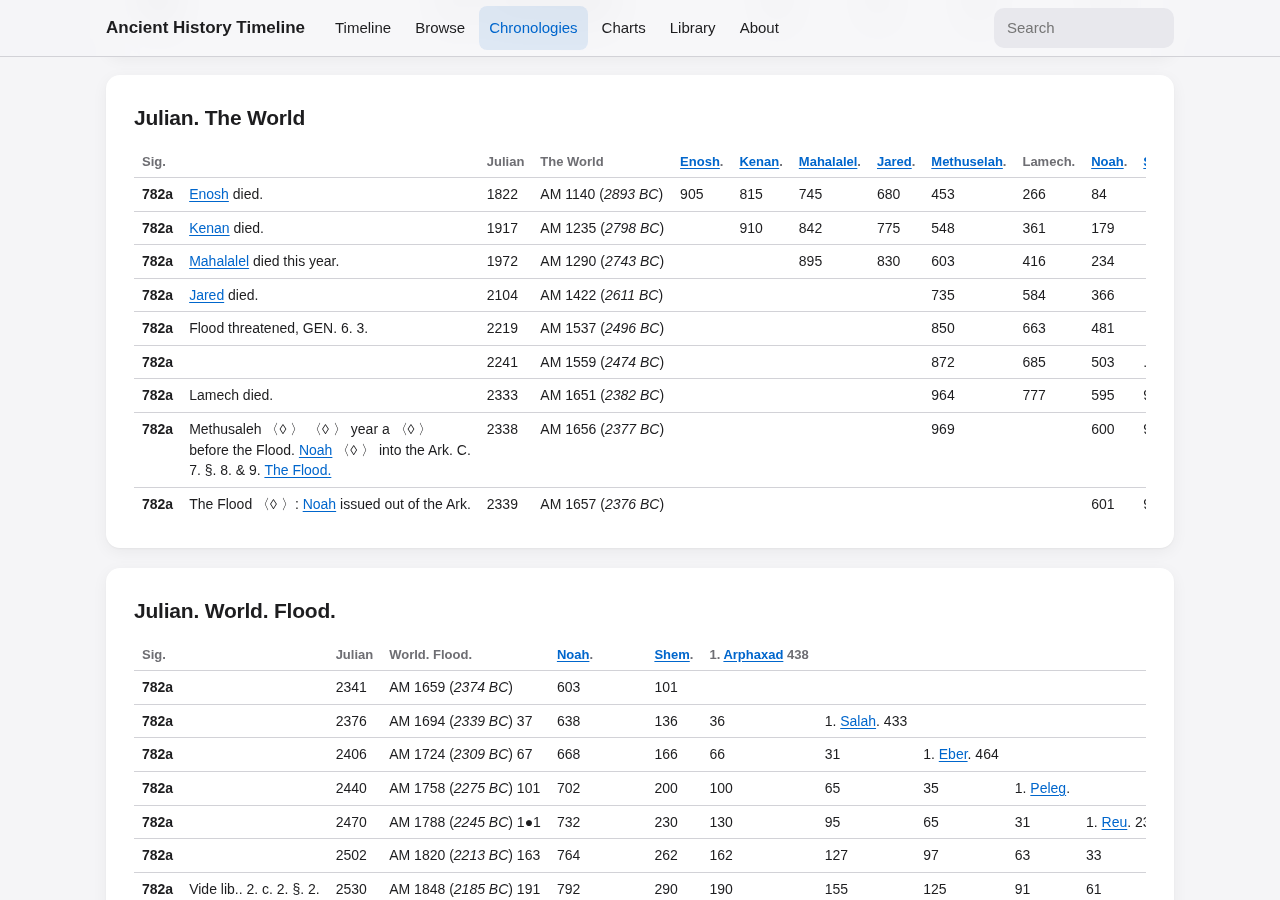 Ancient History Timeline Timeline Browse Chronologies Charts Library About Search
Julian. The World
Sig. Julian The World Enosh. Kenan. Mahalalel. Jared. Methuselah. Lamech. Noah.
782a Enosh died. 1822 AM 1140 (2893 BC) 905 815 745 680 453 266 84
782a Kenan died. 1917 AM 1235 (2798 BC) 910 842 775 548 361 179
782a Mahalalel died this year. 1972 AM 1290 (2743 BC) 895 830 603 416 234
782a Jared died. 2104 AM 1422 (2611 BC) 735 584 366
782a Flood threatened, GEN. 6. 3. 2219 AM 1537 (2496 BC) 850 663 481
782a 2241 AM 1559 (2474 BC) 872 685 503
782a Lamech died. 2333 AM 1651 (2382 BC) 964 777 595
782a Methusaleh 〈◊〉 〈◊〉 year a 〈◊〉 2338 AM 1656 (2377 BC) 969 600
before the Flood. Noah 〈◊〉 into the Ark. C.
7. §. 8. & 9. The Flood.
782a The Flood 〈◊〉: Noah issued out of the Ark. 2339 AM 1657 (2376 BC) 601
Julian. World. Flood.
Sig. Julian World. Flood. Noah. Shem. 1. Arphaxad 438
782a 2341 AM 1659 (2374 BC) 603 101
782a 2376 AM 1694 (2339 BC) 37 638 136 36 1. Salah. 433
782a 2406 AM 1724 (2309 BC) 67 668 166 66 31 1. Eber. 464
782a 2440 AM 1758 (2275 BC) 101 702 200 100 65 35 1. Peleg.
782a 2470 AM 1788 (2245 BC) 1●1 732 230 130 95 65 31 1. Reu.
782a 2502 AM 1820 (2213 BC) 163 764 262 162 127 97 63 33
782a Vide lib.. 2. c. 2. §. 2. 2530 AM 1848 (2185 BC) 191 792 290 190 155 125 91 61